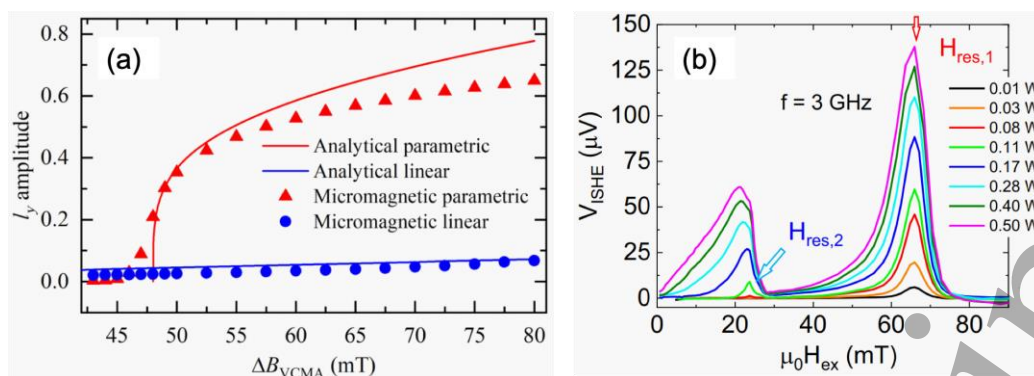 (a)
l_y amplitude
0.8
0.6
0.4
0.2
0.0
Analytical parametric
Analytical linear
Micromagnetic parametric
Micromagnetic linear
45 50 55 60 65 70 75 80
ΔB_VCMA (mT)
(b)
V_ISHE (µV)
150
125
100
75
50
25
0
f = 3 GHz
H_res,1
H_res,2
0.01 W
0.03 W
0.08 W
0.11 W
0.17 W
0.28 W
0.40 W
0.50 W
0 20 40 60 80
µ₀H_ex (mT)